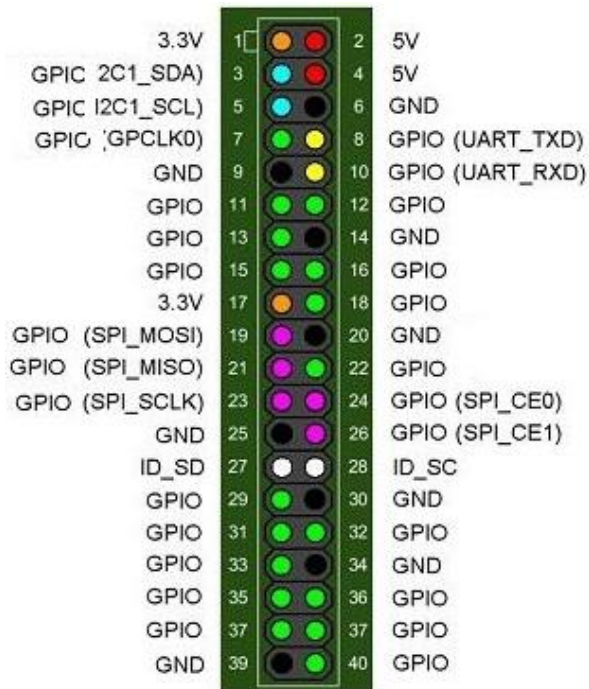 3.3V 1 2 5V
GPIC 2C1_SDA) 3 4 5V
GPIC I2C1_SCL) 5 6 GND
GPIO (GPCLK0) 7 8 GPIO (UART_TXD)
GND 9 10 GPIO (UART_RXD)
GPIO 11 12 GPIO
GPIO 13 14 GND
GPIO 15 16 GPIO
3.3V 17 18 GPIO
GPIO (SPI_MOSI) 19 20 GND
GPIO (SPI_MISO) 21 22 GPIO
GPIO (SPI_SCLK) 23 24 GPIO (SPI_CE0)
GND 25 26 GPIO (SPI_CE1)
ID_SD 27 28 ID_SC
GPIO 29 30 GND
GPIO 31 32 GPIO
GPIO 33 34 GND
GPIO 35 36 GPIO
GPIO 37 37 GPIO
GND 39 40 GPIO